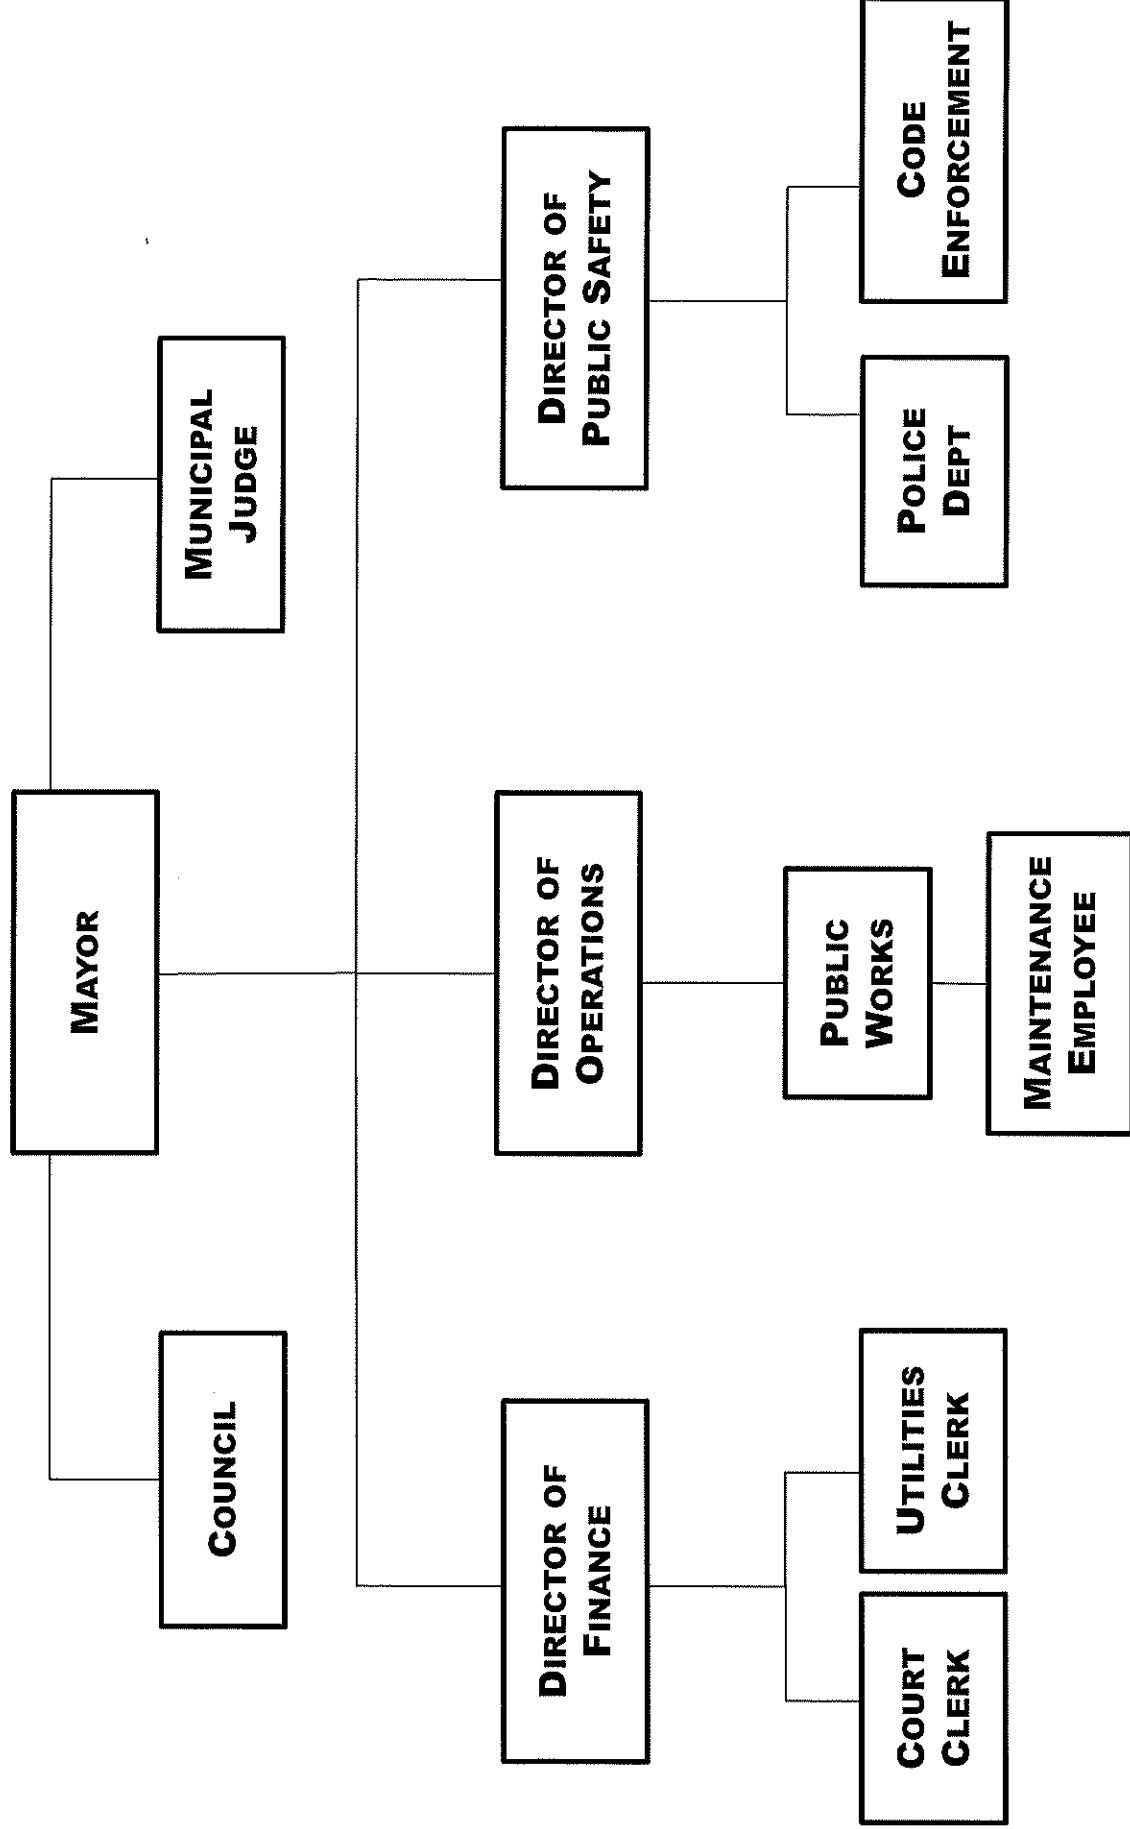 MAYOR
COUNCIL
MUNICIPAL
JUDGE
DIRECTOR OF
FINANCE
DIRECTOR OF
OPERATIONS
DIRECTOR OF
PUBLIC SAFETY
COURT
CLERK
UTILITIES
CLERK
PUBLIC
WORKS
POLICE
DEPT
CODE
ENFORCEMENT
MAINTENANCE
EMPLOYEE